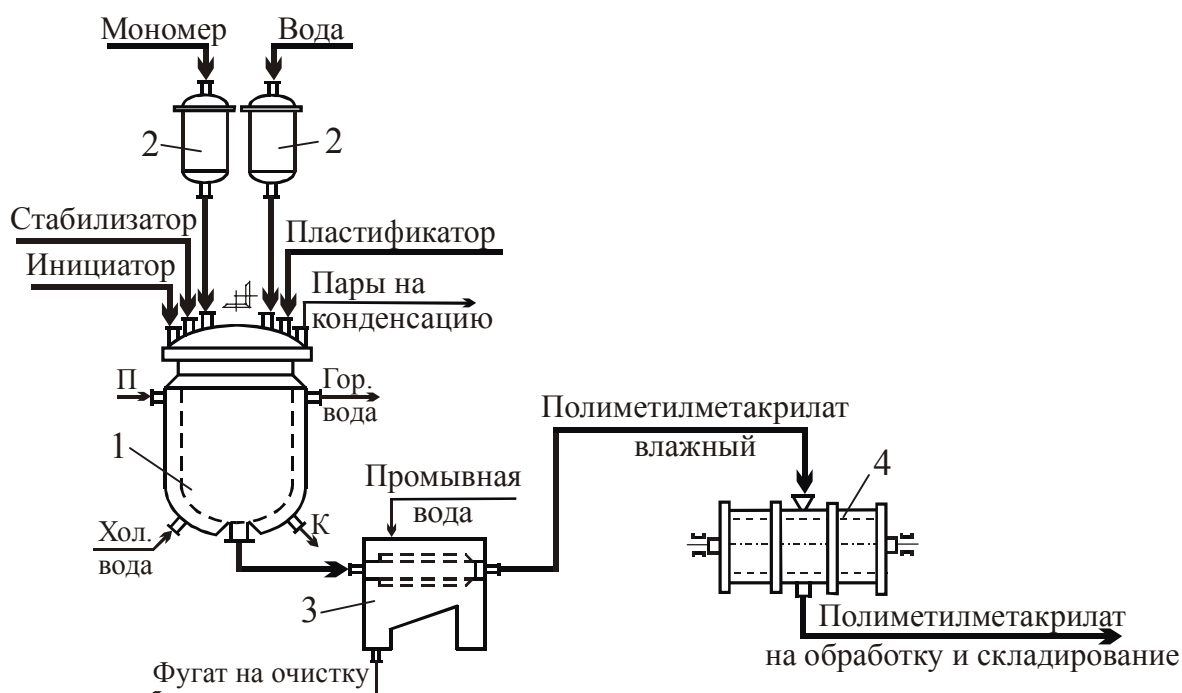 Мономер
Вода
2
2
Стабилизатор
Пластификатор
Инициатор
Пары на
конденсацию
П
Гор.
вода
Полиметилметакрилат
влажный
1
4
Промывная
вода
Хол.
вода
К
3
Полиметилметакрилат
на обработку и складирование
Фугат на очистку